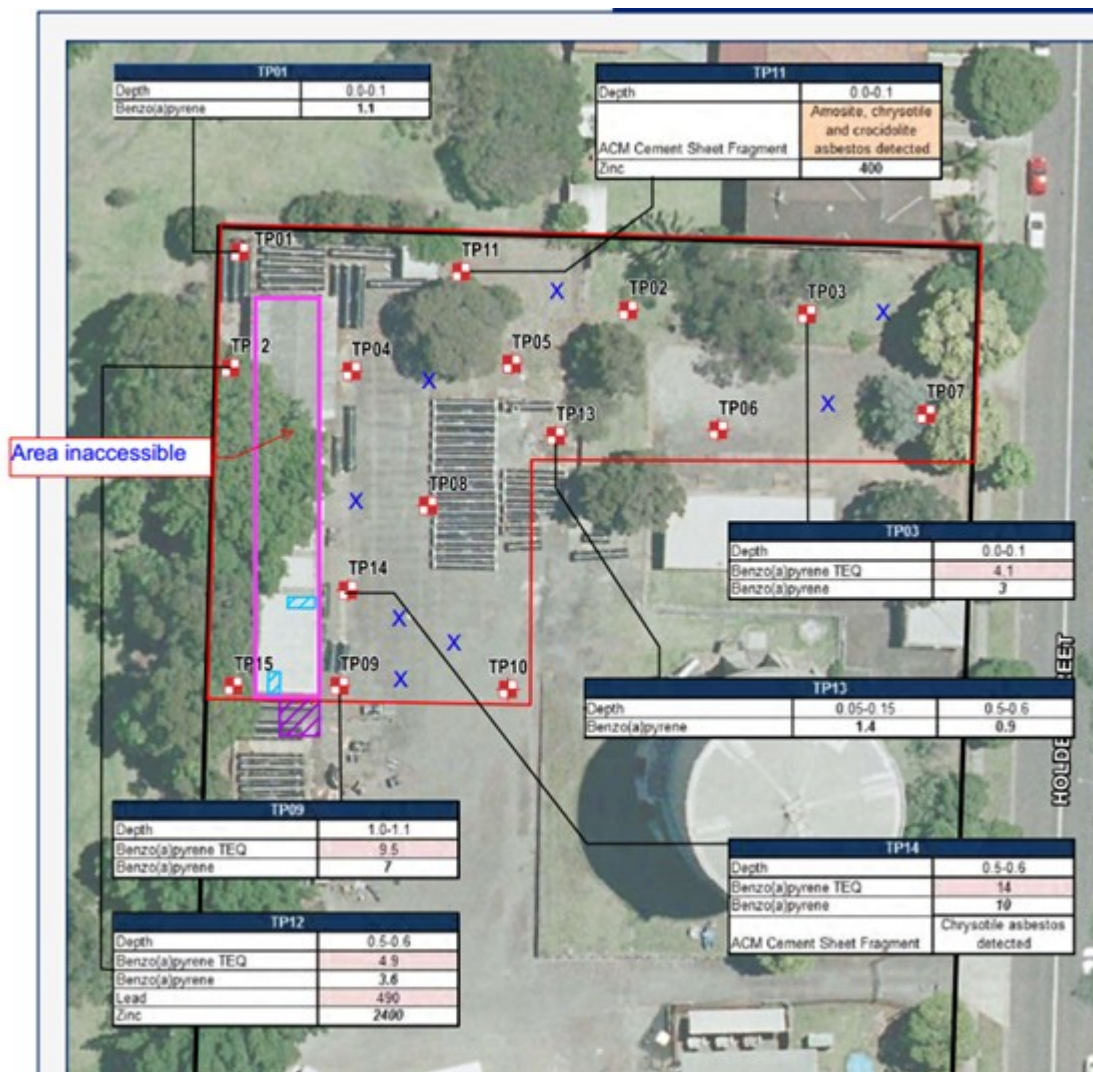 TP01
Depth 0.0-0.1
Benzo(a)pyrene 1.1
TP11
Depth 0.0-0.1
ACM Cement Sheet Fragment Amosite, chrysotile
and crocidolite
asbestos detected
Zinc 400
TP01
TP11
TP02
TP03
X
X
TP12
TP04
TP05
X
X
TP07
TP13
TP06
Area inaccessible
TP08
X
TP03
Depth 0.0-0.1
Benzo(a)pyrene TEQ 4.1
Benzo(a)pyrene 3
TP14
X
X
TP15
TP09
X
TP10
TP13
Depth 0.05-0.15 0.5-0.6
Benzo(a)pyrene 1.4 0.9
TP09
Depth 1.0-1.1
Benzo(a)pyrene TEQ 9.5
Benzo(a)pyrene 7
TP14
Depth 0.5-0.6
Benzo(a)pyrene TEQ 14
Benzo(a)pyrene 10
ACM Cement Sheet Fragment Chrysotile asbestos
detected
TP12
Depth 0.5-0.6
Benzo(a)pyrene TEQ 4.9
Benzo(a)pyrene 3.6
Lead 490
Zinc 2400